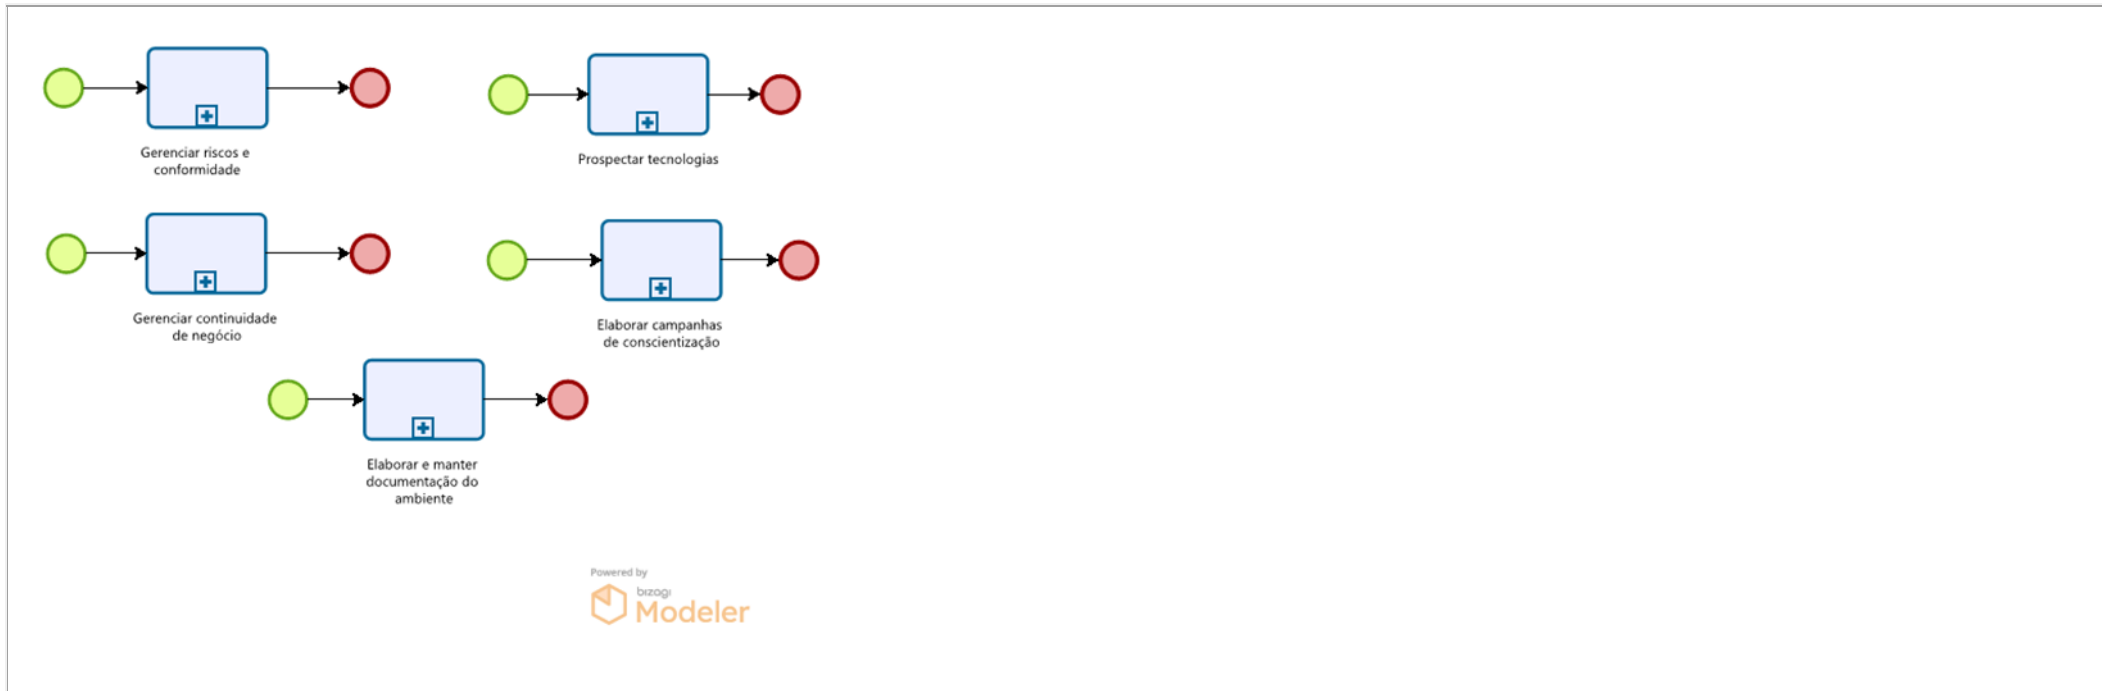 Gerenciar riscos e
conformidade
Prospectar tecnologias
Gerenciar continuidade
de negócio
Elaborar campanhas
de conscientização
Elaborar e manter
documentação do
ambiente
Powered by
bizagi
Modeler